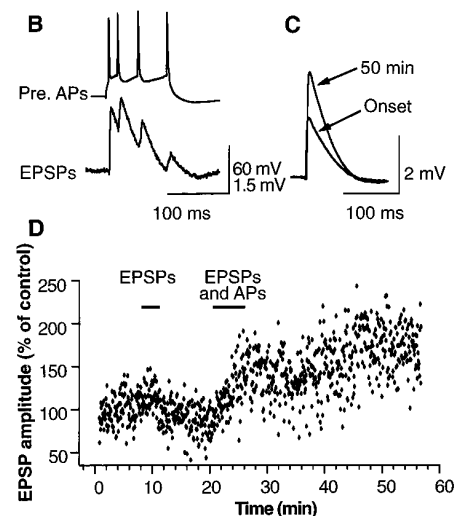 B
C
Pre. APs
50 min
Onset
EPSPs
60 mV
1.5 mV
2 mV
100 ms
100 ms
D
EPSPs
EPSPs
and APs
EPSP amplitude (% of control)
250
200
150
100
50
0
10
20
30
40
50
60
Time (min)